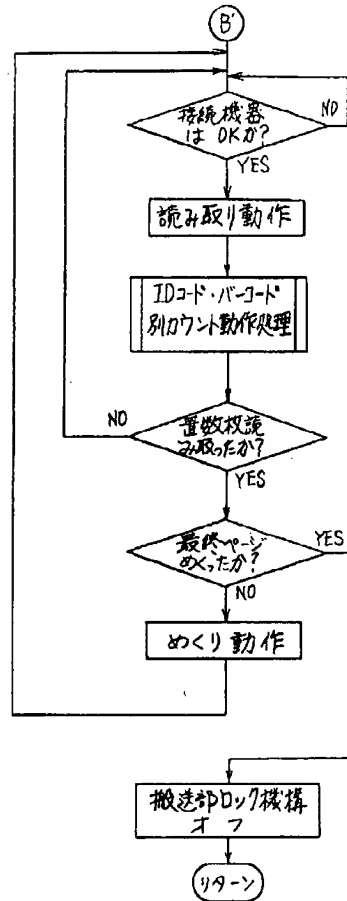 B'
接続機器
は OKか?
NO
YES
読み取り動作
IDコード・バーコード
別カウント動作処理
NO
置数枚読
み取ったか?
YES
最終ページ
めくったか?
YES
NO
めくり動作
搬送部ロック機構
オフ
リターン